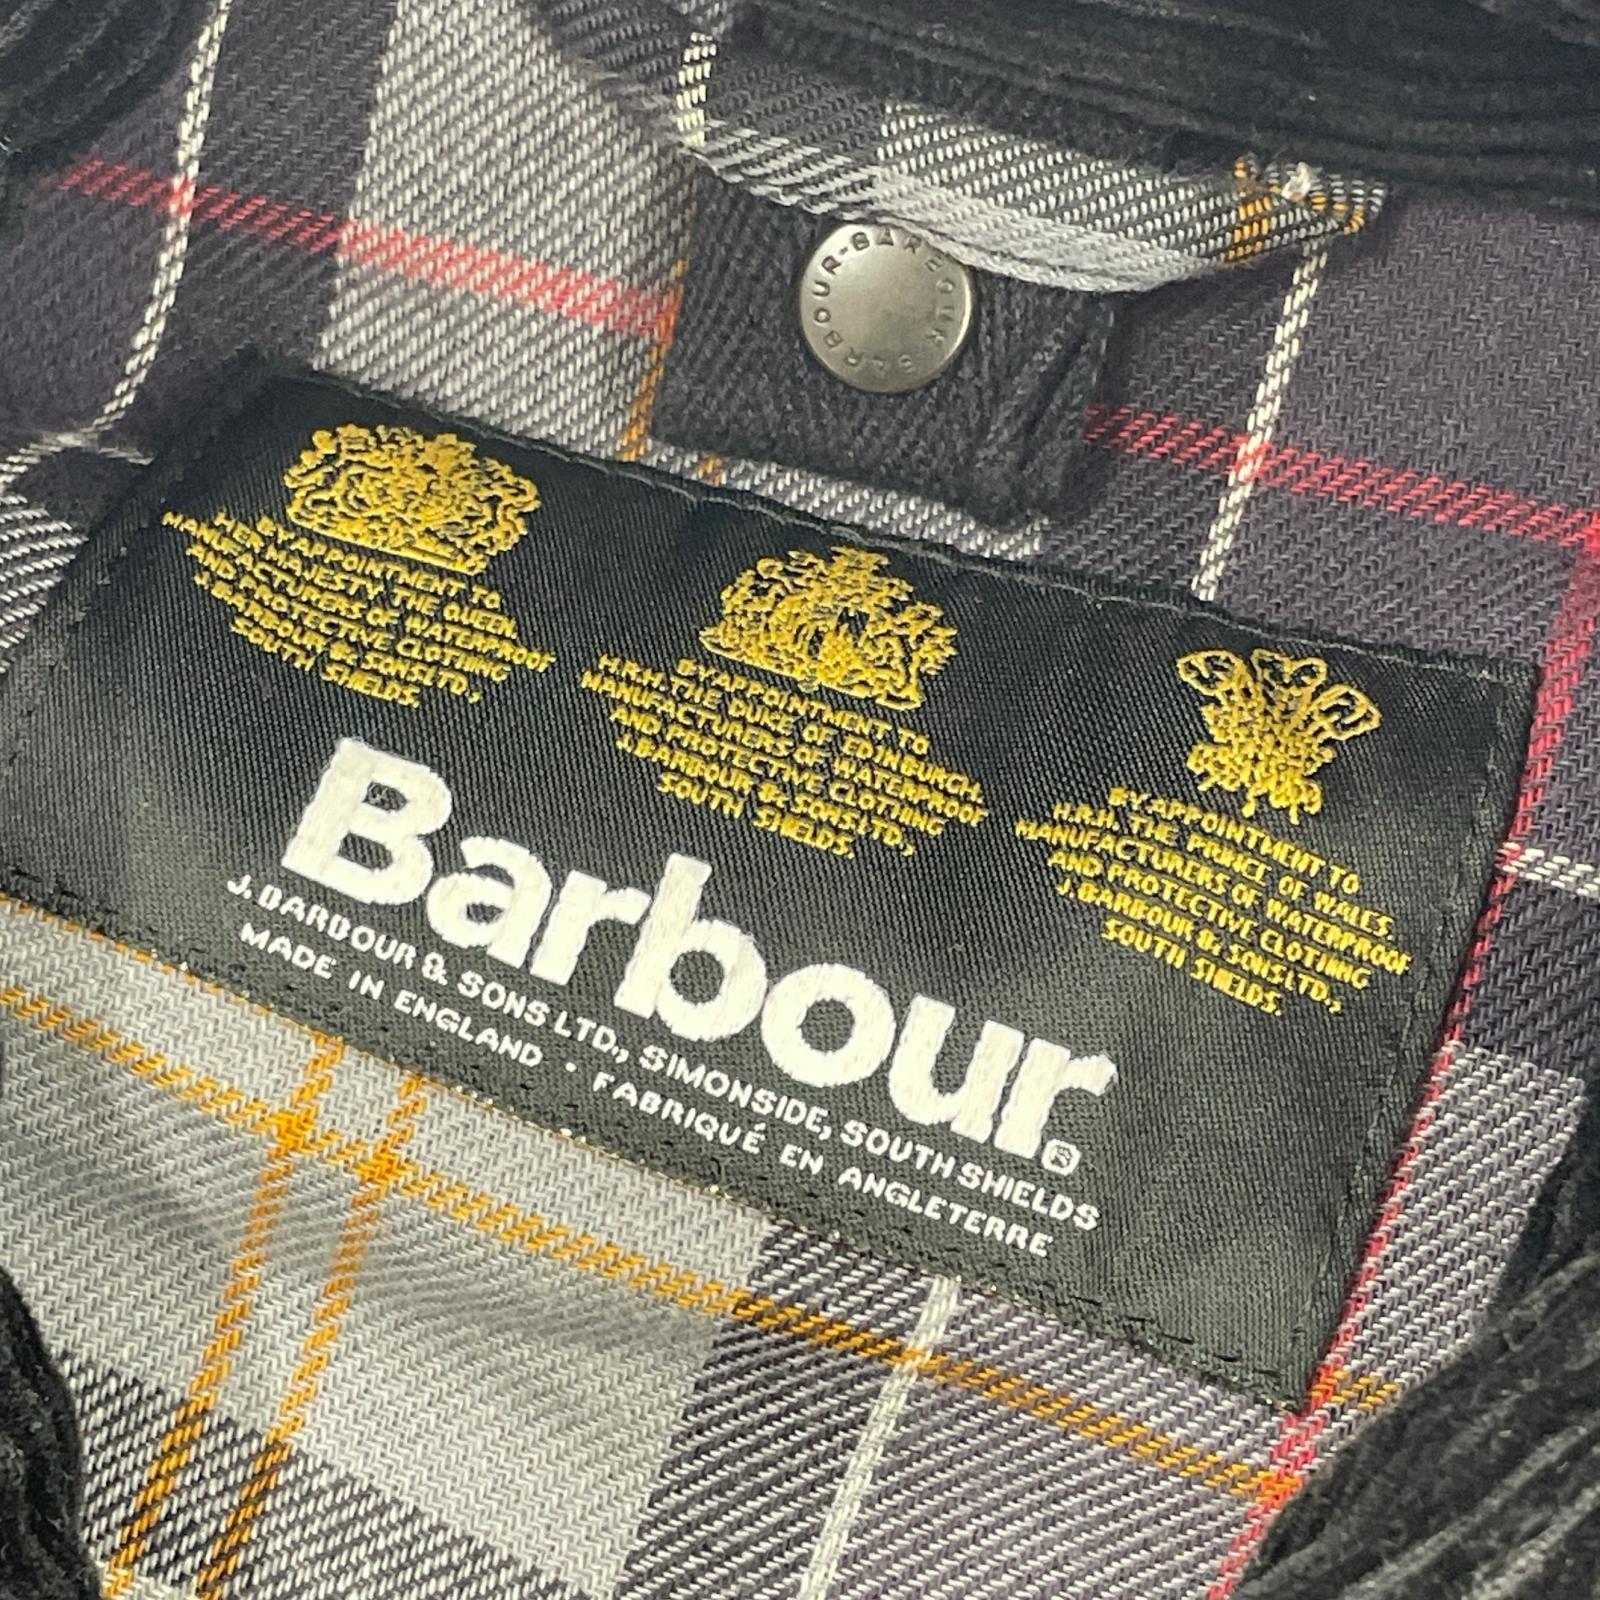 BARBOUR-BARBOUR BARBOUR
BY APPOINTMENT TO
HER MAJESTY THE QUEEN.
MANUFACTURERS OF WATERPROOF
AND PROTECTIVE CLOTHING
J.BARBOUR & SONS LTD.,
SOUTH SHIELDS.
BY APPOINTMENT TO
H.R.H. THE DUKE OF EDINBURGH.
MANUFACTURERS OF WATERPROOF
AND PROTECTIVE CLOTHING
J.BARBOUR & SONS LTD.,
SOUTH SHIELDS.
BY APPOINTMENT TO
H.R.H. THE PRINCE OF WALES.
MANUFACTURERS OF WATERPROOF
AND PROTECTIVE CLOTHING
J.BARBOUR & SONS LTD.,
SOUTH SHIELDS.
Barbour®
J. BARBOUR & SONS LTD., SIMONSIDE, SOUTH SHIELDS
MADE IN ENGLAND · FABRIQUÉ EN ANGLETERRE